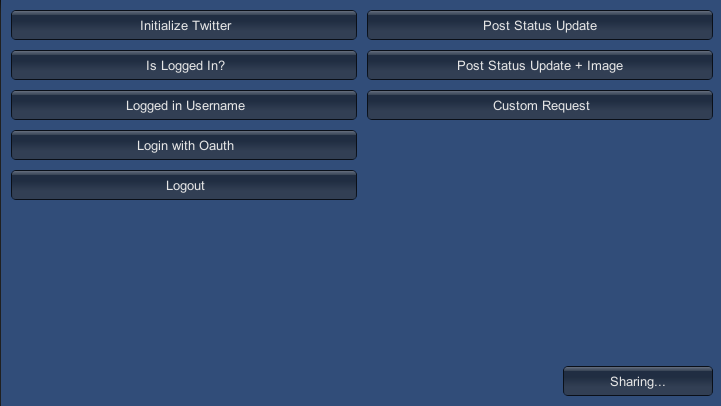 Initialize Twitter
Is Logged In?
Logged in Username
Login with Oauth
Logout
Post Status Update
Post Status Update + Image
Custom Request
Sharing...